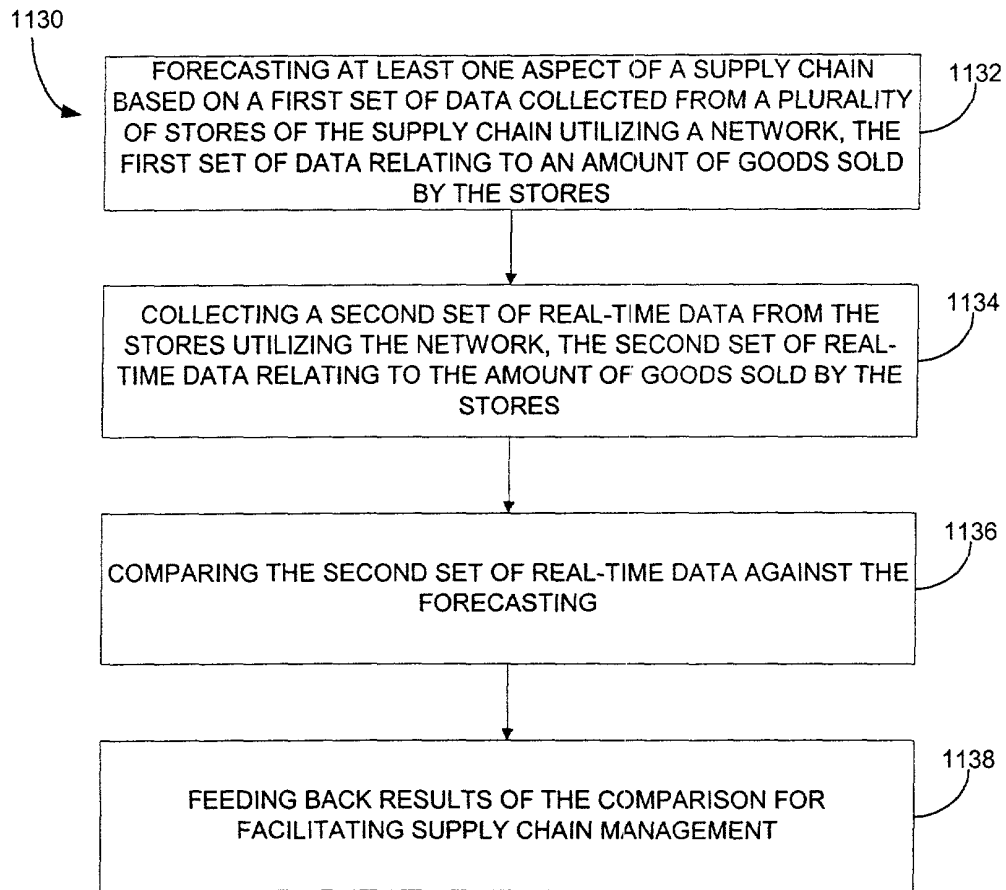 1130
FORECASTING AT LEAST ONE ASPECT OF A SUPPLY CHAIN
BASED ON A FIRST SET OF DATA COLLECTED FROM A PLURALITY
OF STORES OF THE SUPPLY CHAIN UTILIZING A NETWORK, THE
FIRST SET OF DATA RELATING TO AN AMOUNT OF GOODS SOLD
BY THE STORES
1132
COLLECTING A SECOND SET OF REAL-TIME DATA FROM THE
STORES UTILIZING THE NETWORK, THE SECOND SET OF REAL-
TIME DATA RELATING TO THE AMOUNT OF GOODS SOLD BY THE
STORES
1134
COMPARING THE SECOND SET OF REAL-TIME DATA AGAINST THE
FORECASTING
1136
FEEDING BACK RESULTS OF THE COMPARISON FOR
FACILITATING SUPPLY CHAIN MANAGEMENT
1138